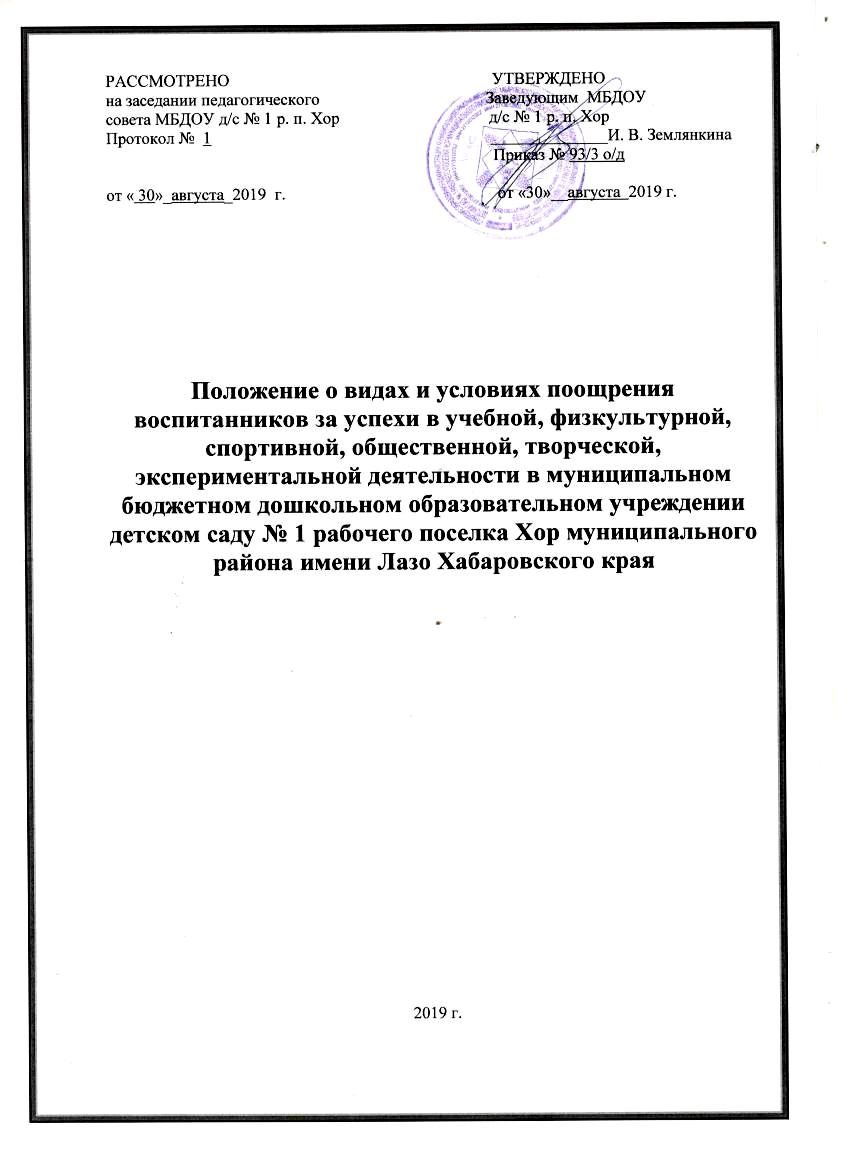 РАССМОТРЕНО
на заседании педагогического
совета МБДОУ д/с № 1 р. п. Хор
Протокол № 1
от « 30» августа 2019 г.
УТВЕРЖДЕНО
Заведующим МБДОУ
д/с № 1 р. п. Хор
И. В. Землянкина
Приказ № 93/3 о/д
от «30» августа 2019 г.
Положение о видах и условиях поощрения
воспитанников за успехи в учебной, физкультурной,
спортивной, общественной, творческой,
экспериментальной деятельности в муниципальном
бюджетном дошкольном образовательном учреждении
детском саду № 1 рабочего поселка Хор муниципального
района имени Лазо Хабаровского края
2019 г.